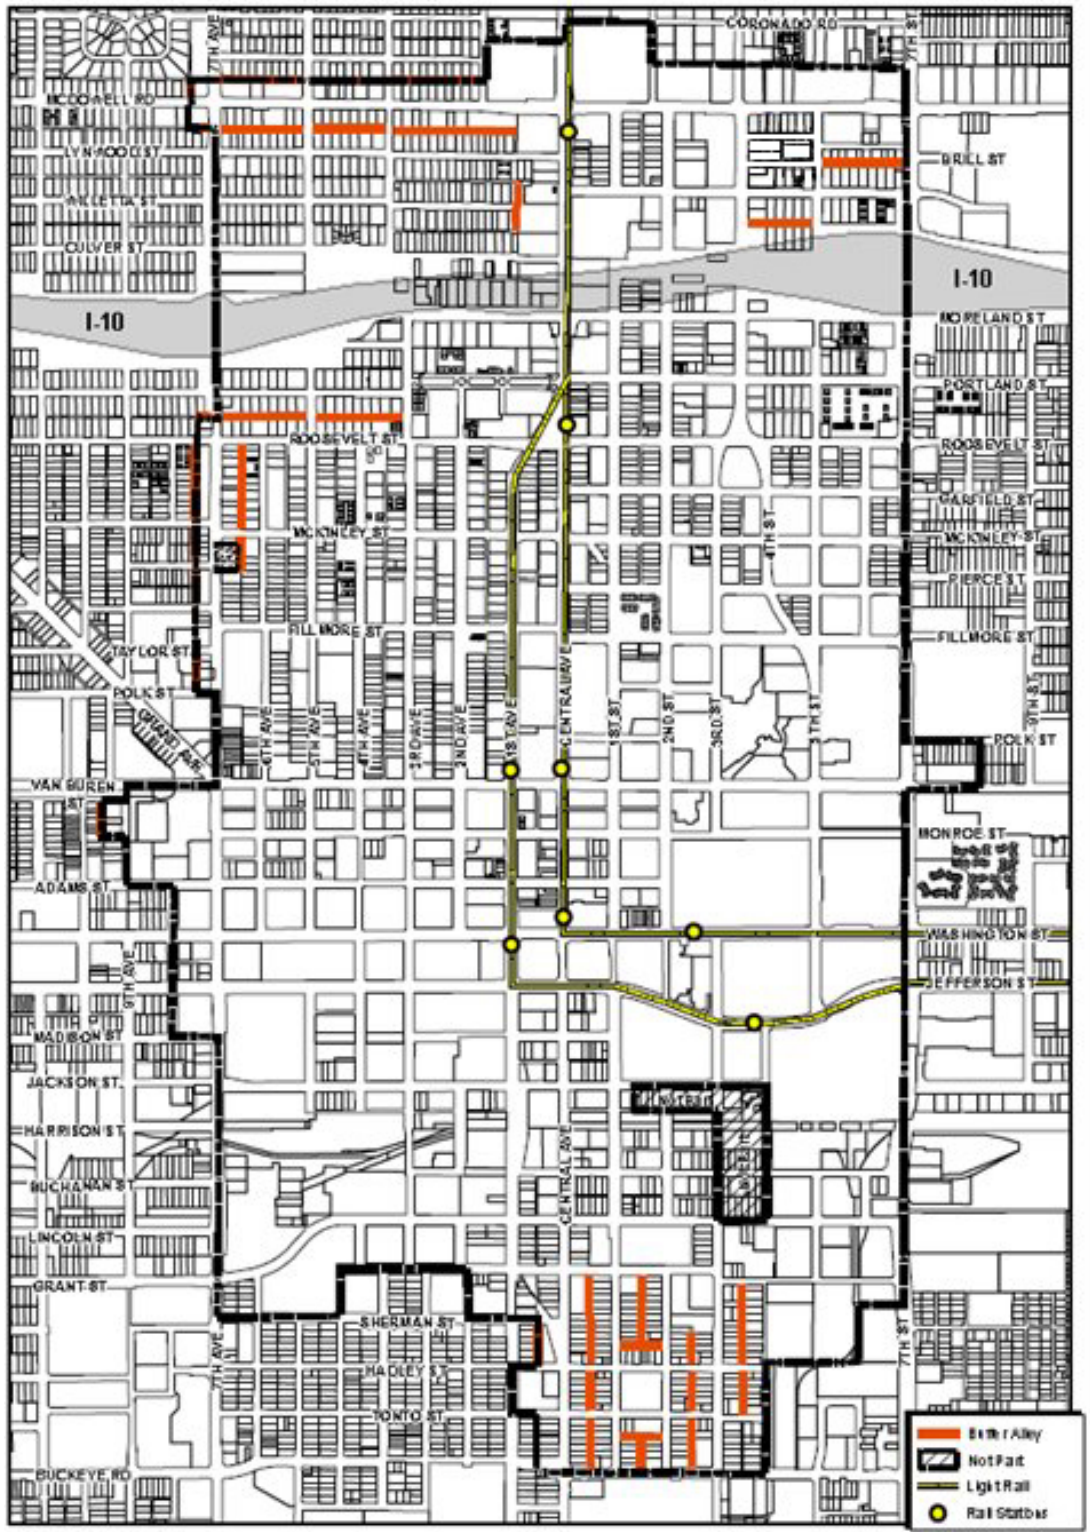 CORONADO RD
7TH AVE
7TH ST
MCDOWELL RD
LYNWOOD ST
BRILL ST
WILLETTA ST
CULVER ST
I-10
I-10
MORELAND ST
PORTLAND ST
ROOSEVELT ST
ROOSEVELT ST
GARFIELD ST
4TH ST
MCKINLEY ST
MCKINLEY ST
PIERCE ST
FILLMORE ST
FILLMORE ST
TAYLOR ST
POLK ST
GRAND AVE
6TH AVE
5TH AVE
4TH AVE
3RD AVE
2ND AVE
1ST AVE
CENTRAL AVE
1ST ST
2ND ST
3RD ST
5TH ST
9TH ST
POLK ST
VAN BUREN
ST
MONROE ST
ADAMS ST
WASHINGTON ST
9TH AVE
JEFFERSON ST
MADISON ST
JACKSON ST
Not Part
HARRISON ST
CENTRAL AVE
BUCHANAN ST
LINCOLN ST
GRANT ST
SHERMAN ST
7TH AVE
7TH ST
HADLEY ST
TONTO ST
BUCKEYE RD
Buffer Alley
Not Part
Light Rail
Rail Stations